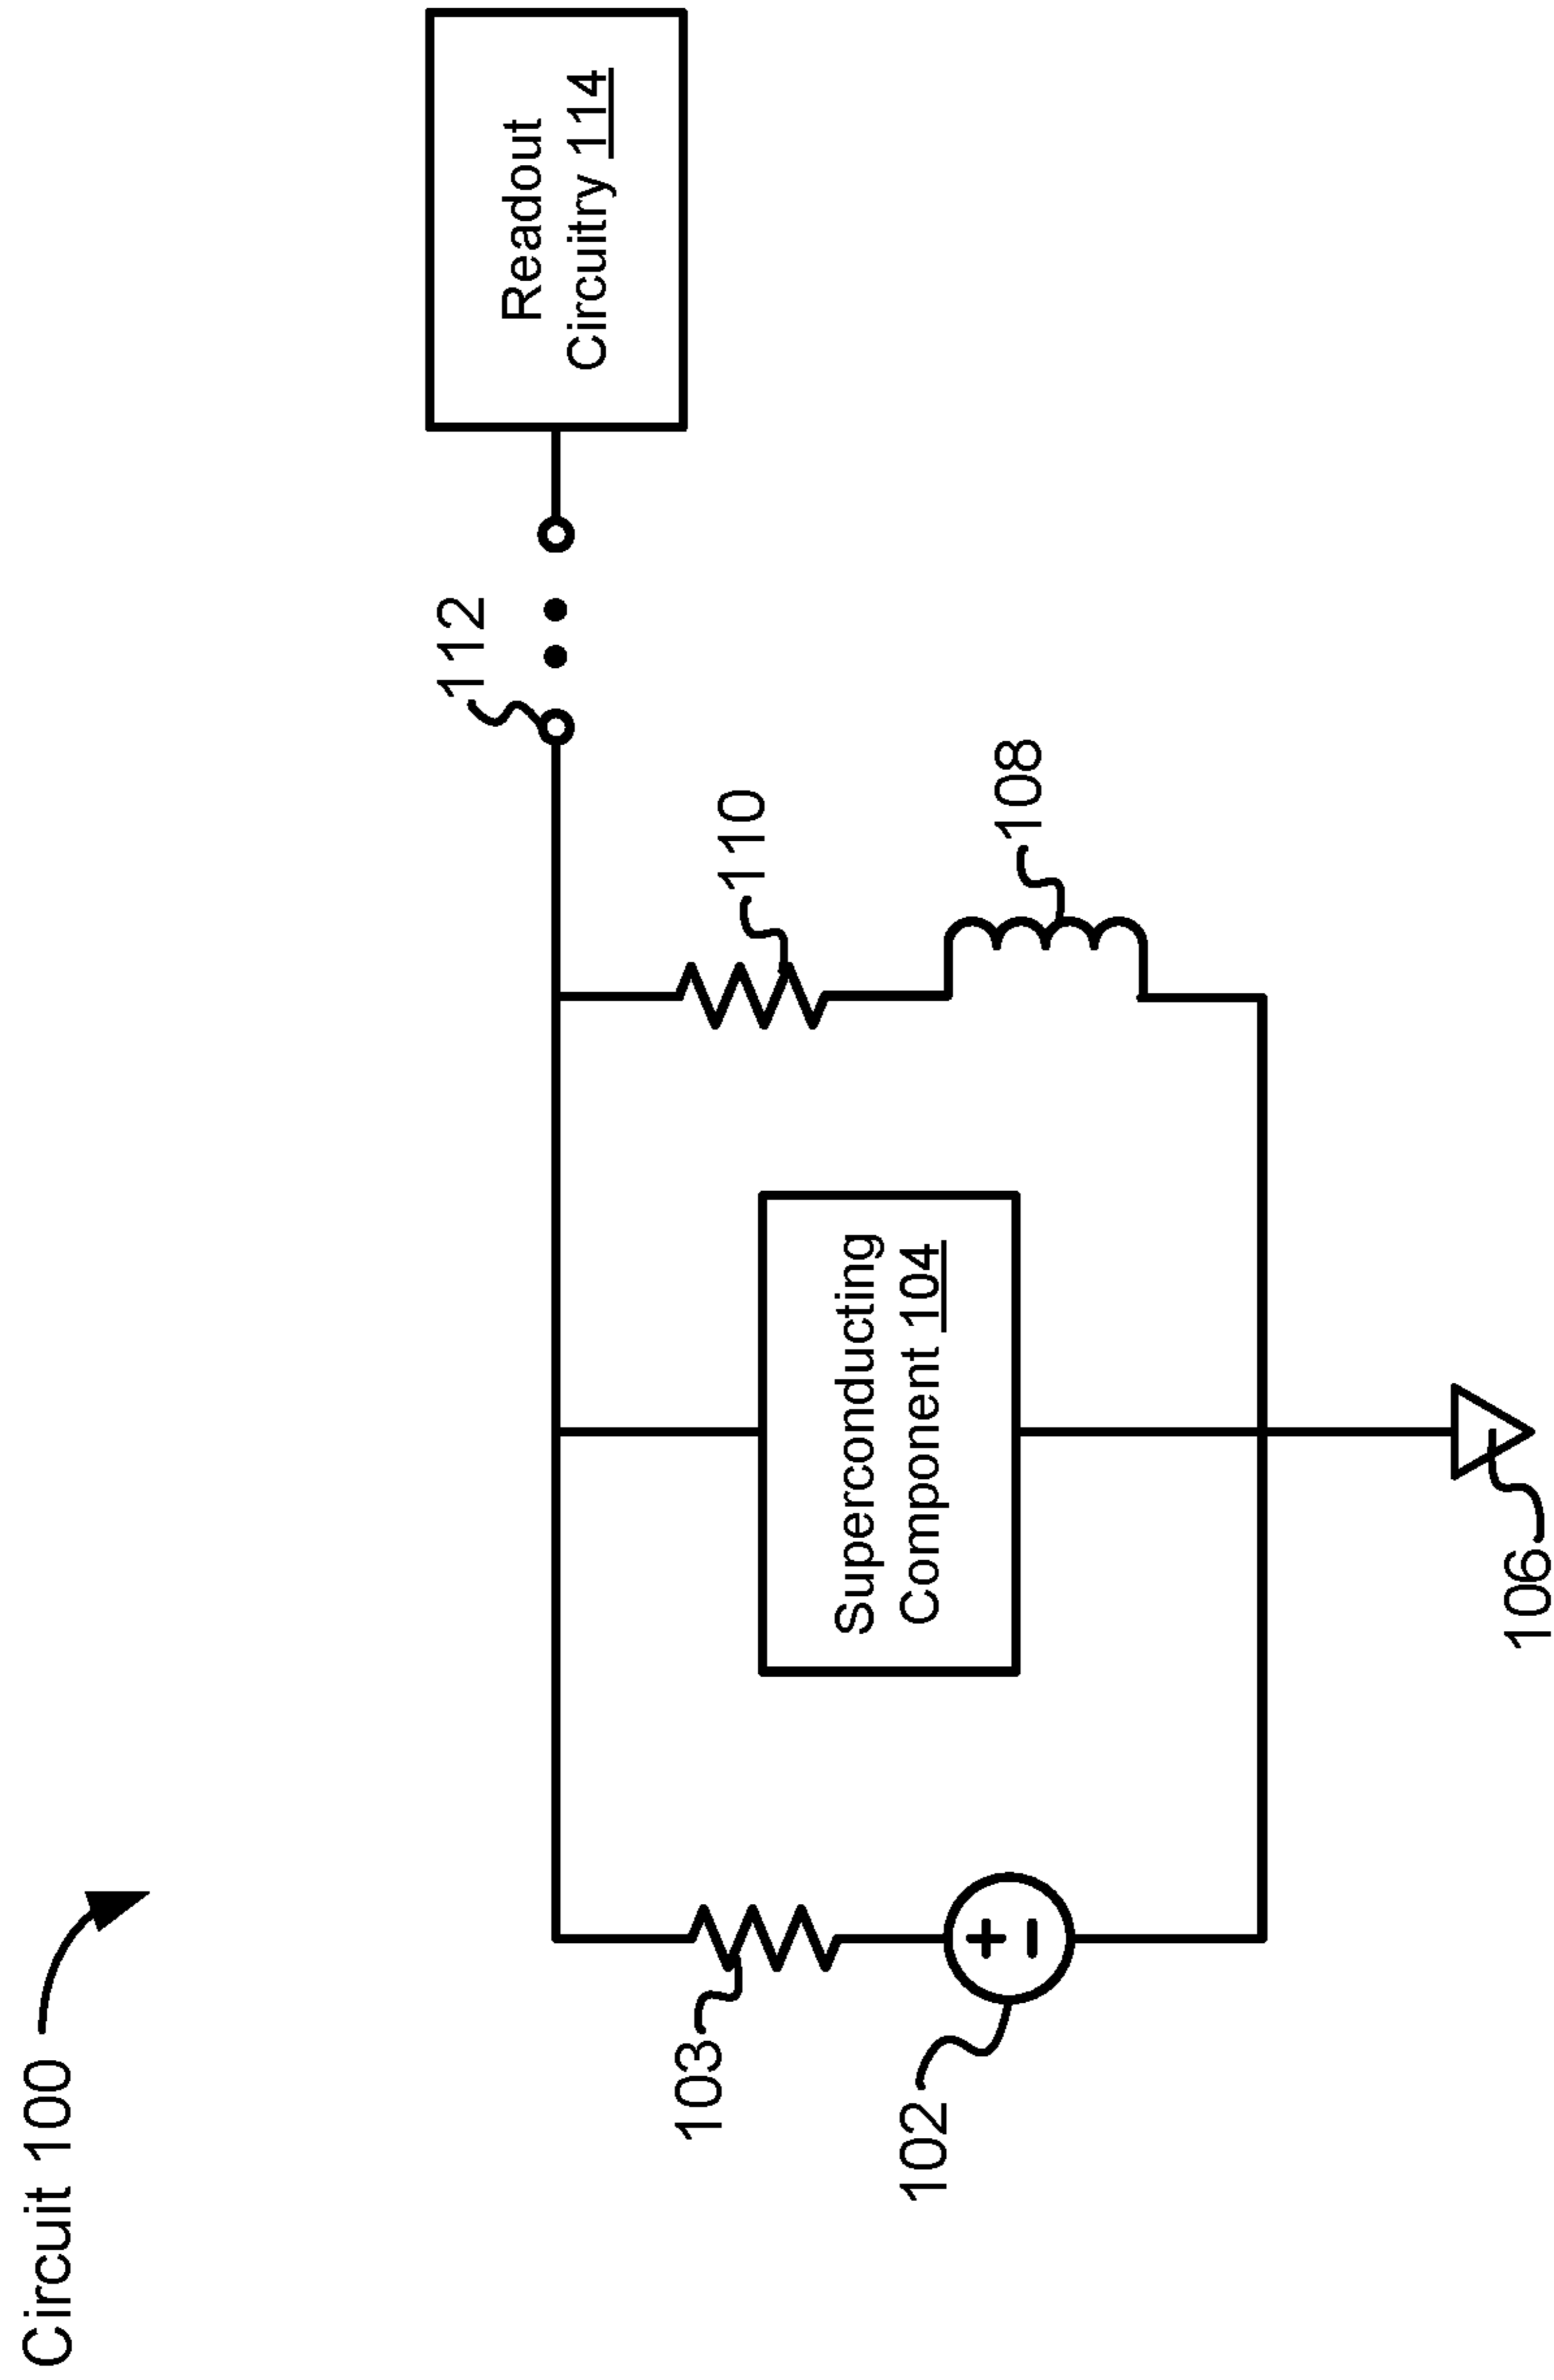 Circuit 100
Readout
Circuitry 114
112
110
108
103
Superconducting
Component 104
102
+
−
106